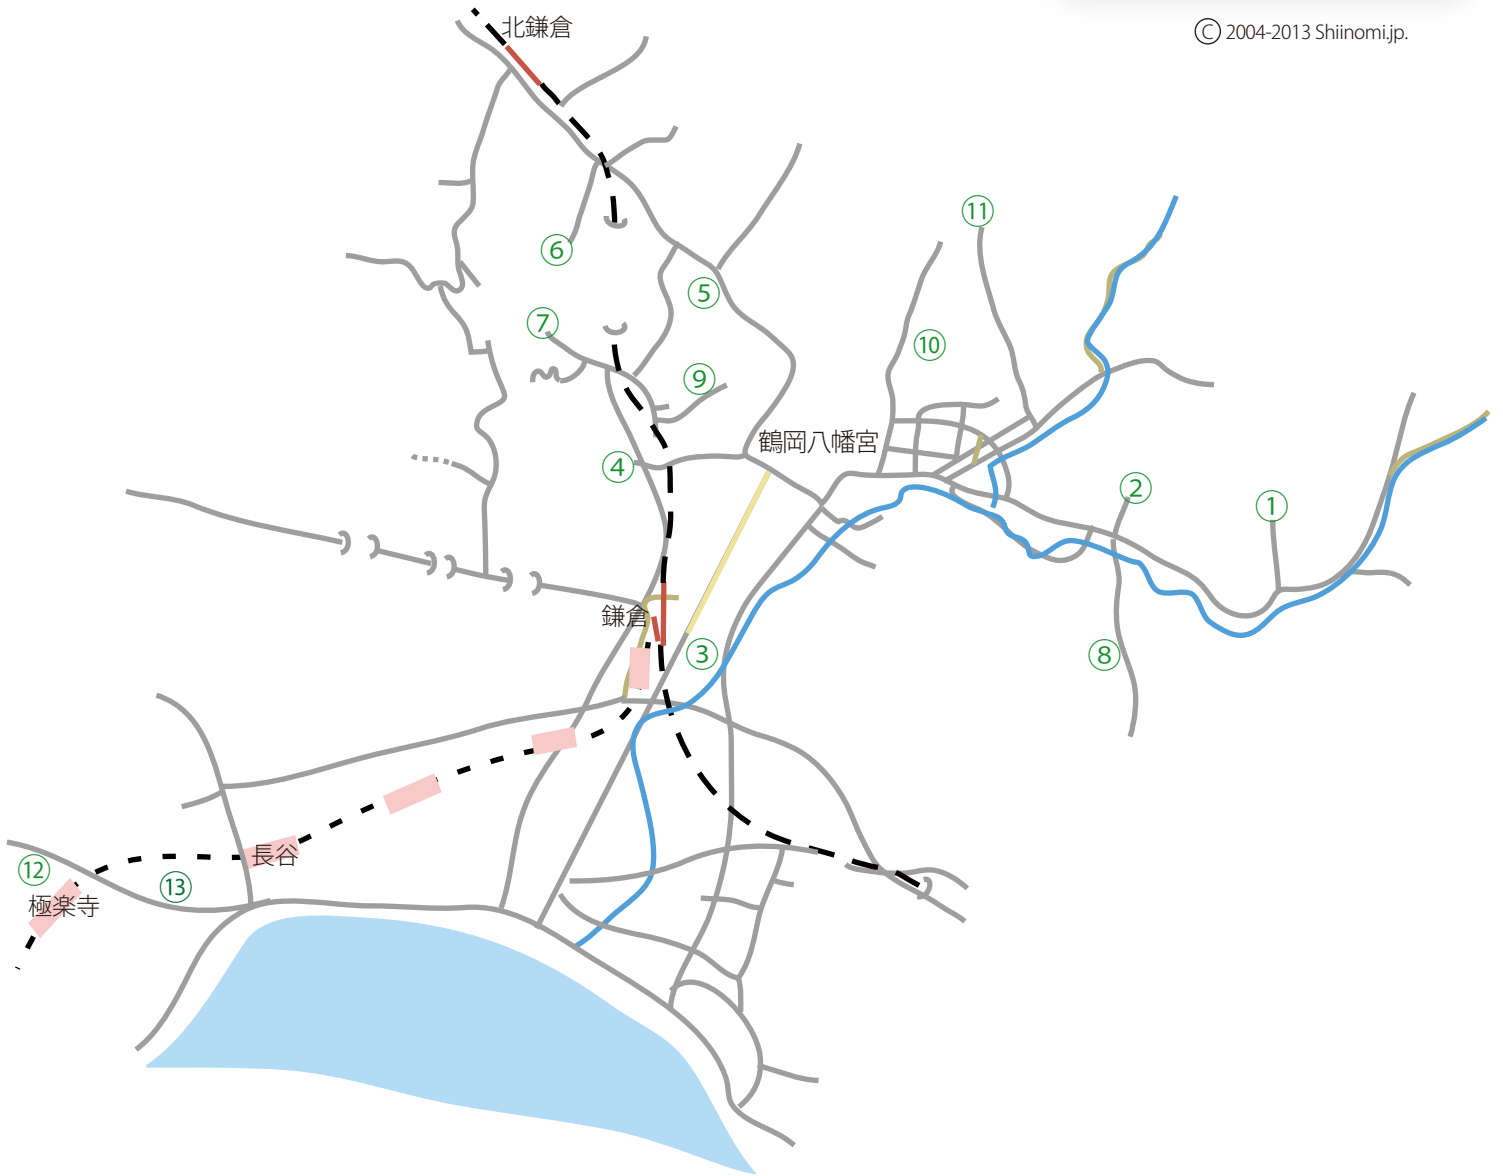 北鎌倉
Ⓒ 2004-2013 Shiinomi.jp.
⑪
⑥
⑤
⑦
⑩
⑨
鶴岡八幡宮
④
②
①
鎌倉
③
⑧
長谷
⑫
⑬
極楽寺